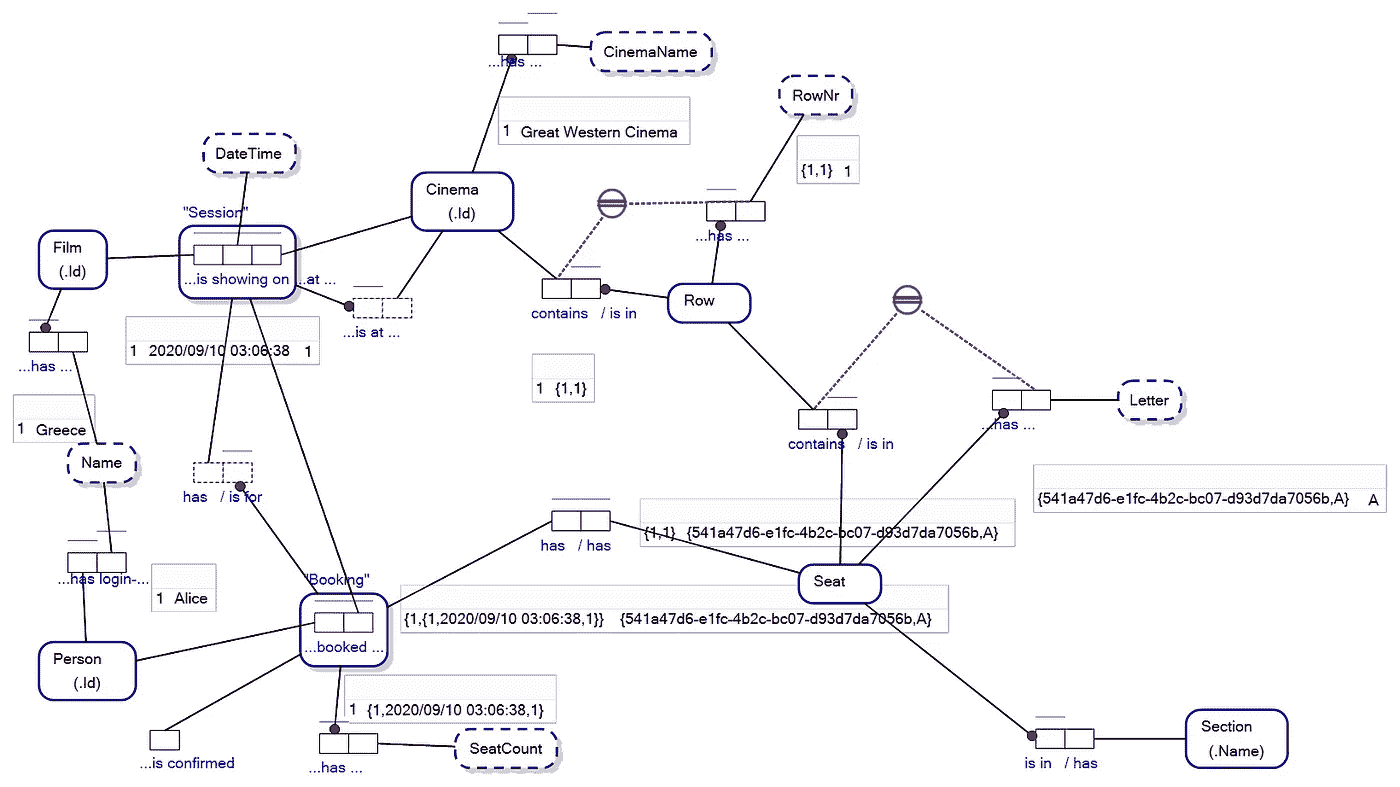 CinemaName
...has ...
RowNr
1 Great Western Cinema
DateTime
{1,1} 1
Cinema
(.Id)
"Session"
...has ...
Film
(.Id)
...is showing on ...at ...
Row
contains / is in
...is at ...
1 2020/09/10 03:06:38 1
...has ...
1 {1,1}
Letter
1 Greece
...has ...
contains / is in
Name
has / is for
{541a47d6-e1fc-4b2c-bc07-d93d7da7056b,A} A
{1,1} {541a47d6-e1fc-4b2c-bc07-d93d7da7056b,A}
has / has
...has login-...
"Booking"
Seat
1 Alice
{1,{1,2020/09/10 03:06:38,1}} {541a47d6-e1fc-4b2c-bc07-d93d7da7056b,A}
...booked ...
Person
(.Id)
1 {1,2020/09/10 03:06:38,1}
Section
(.Name)
SeatCount
...is confirmed
...has ...
is in / has